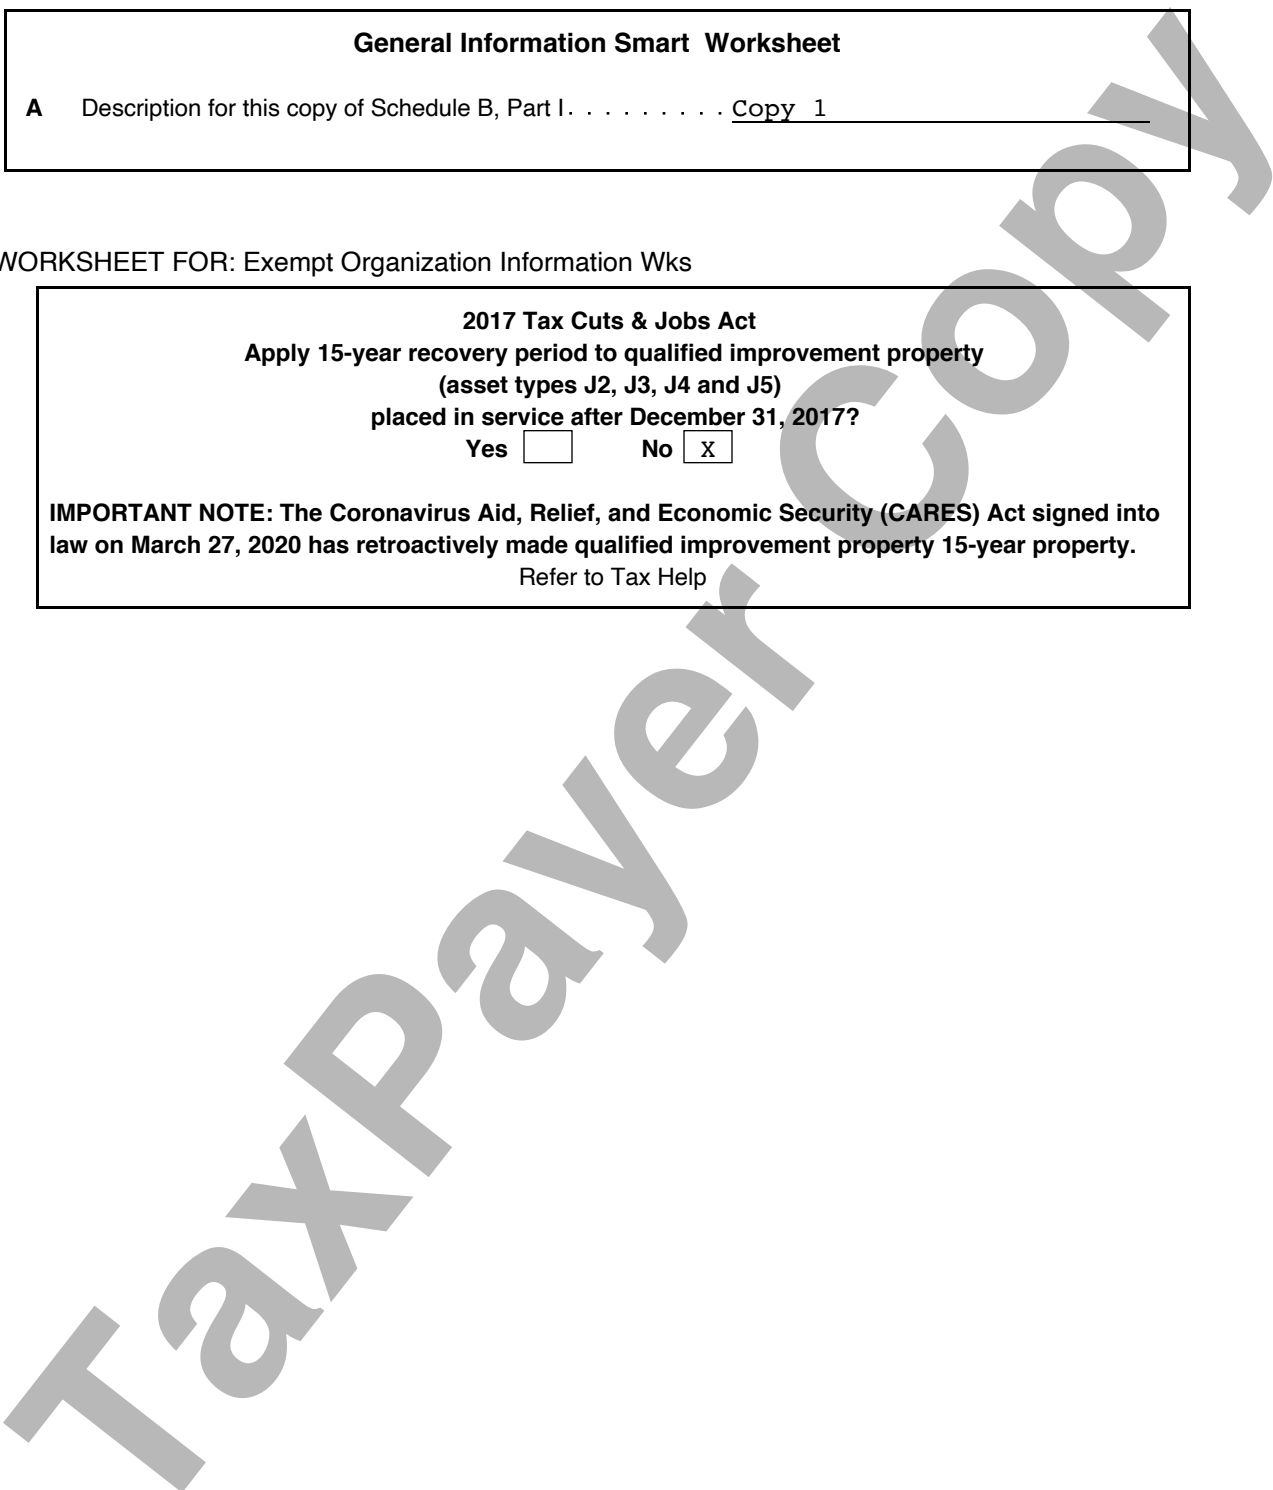 General Information Smart Worksheet
A Description for this copy of Schedule B, Part I. . . . . . . . . Copy 1
WORKSHEET FOR: Exempt Organization Information Wks
2017 Tax Cuts & Jobs Act
Apply 15-year recovery period to qualified improvement property
(asset types J2, J3, J4 and J5)
placed in service after December 31, 2017?
Yes No X
IMPORTANT NOTE: The Coronavirus Aid, Relief, and Economic Security (CARES) Act signed into
law on March 27, 2020 has retroactively made qualified improvement property 15-year property.
Refer to Tax Help
TaxPayer Copy